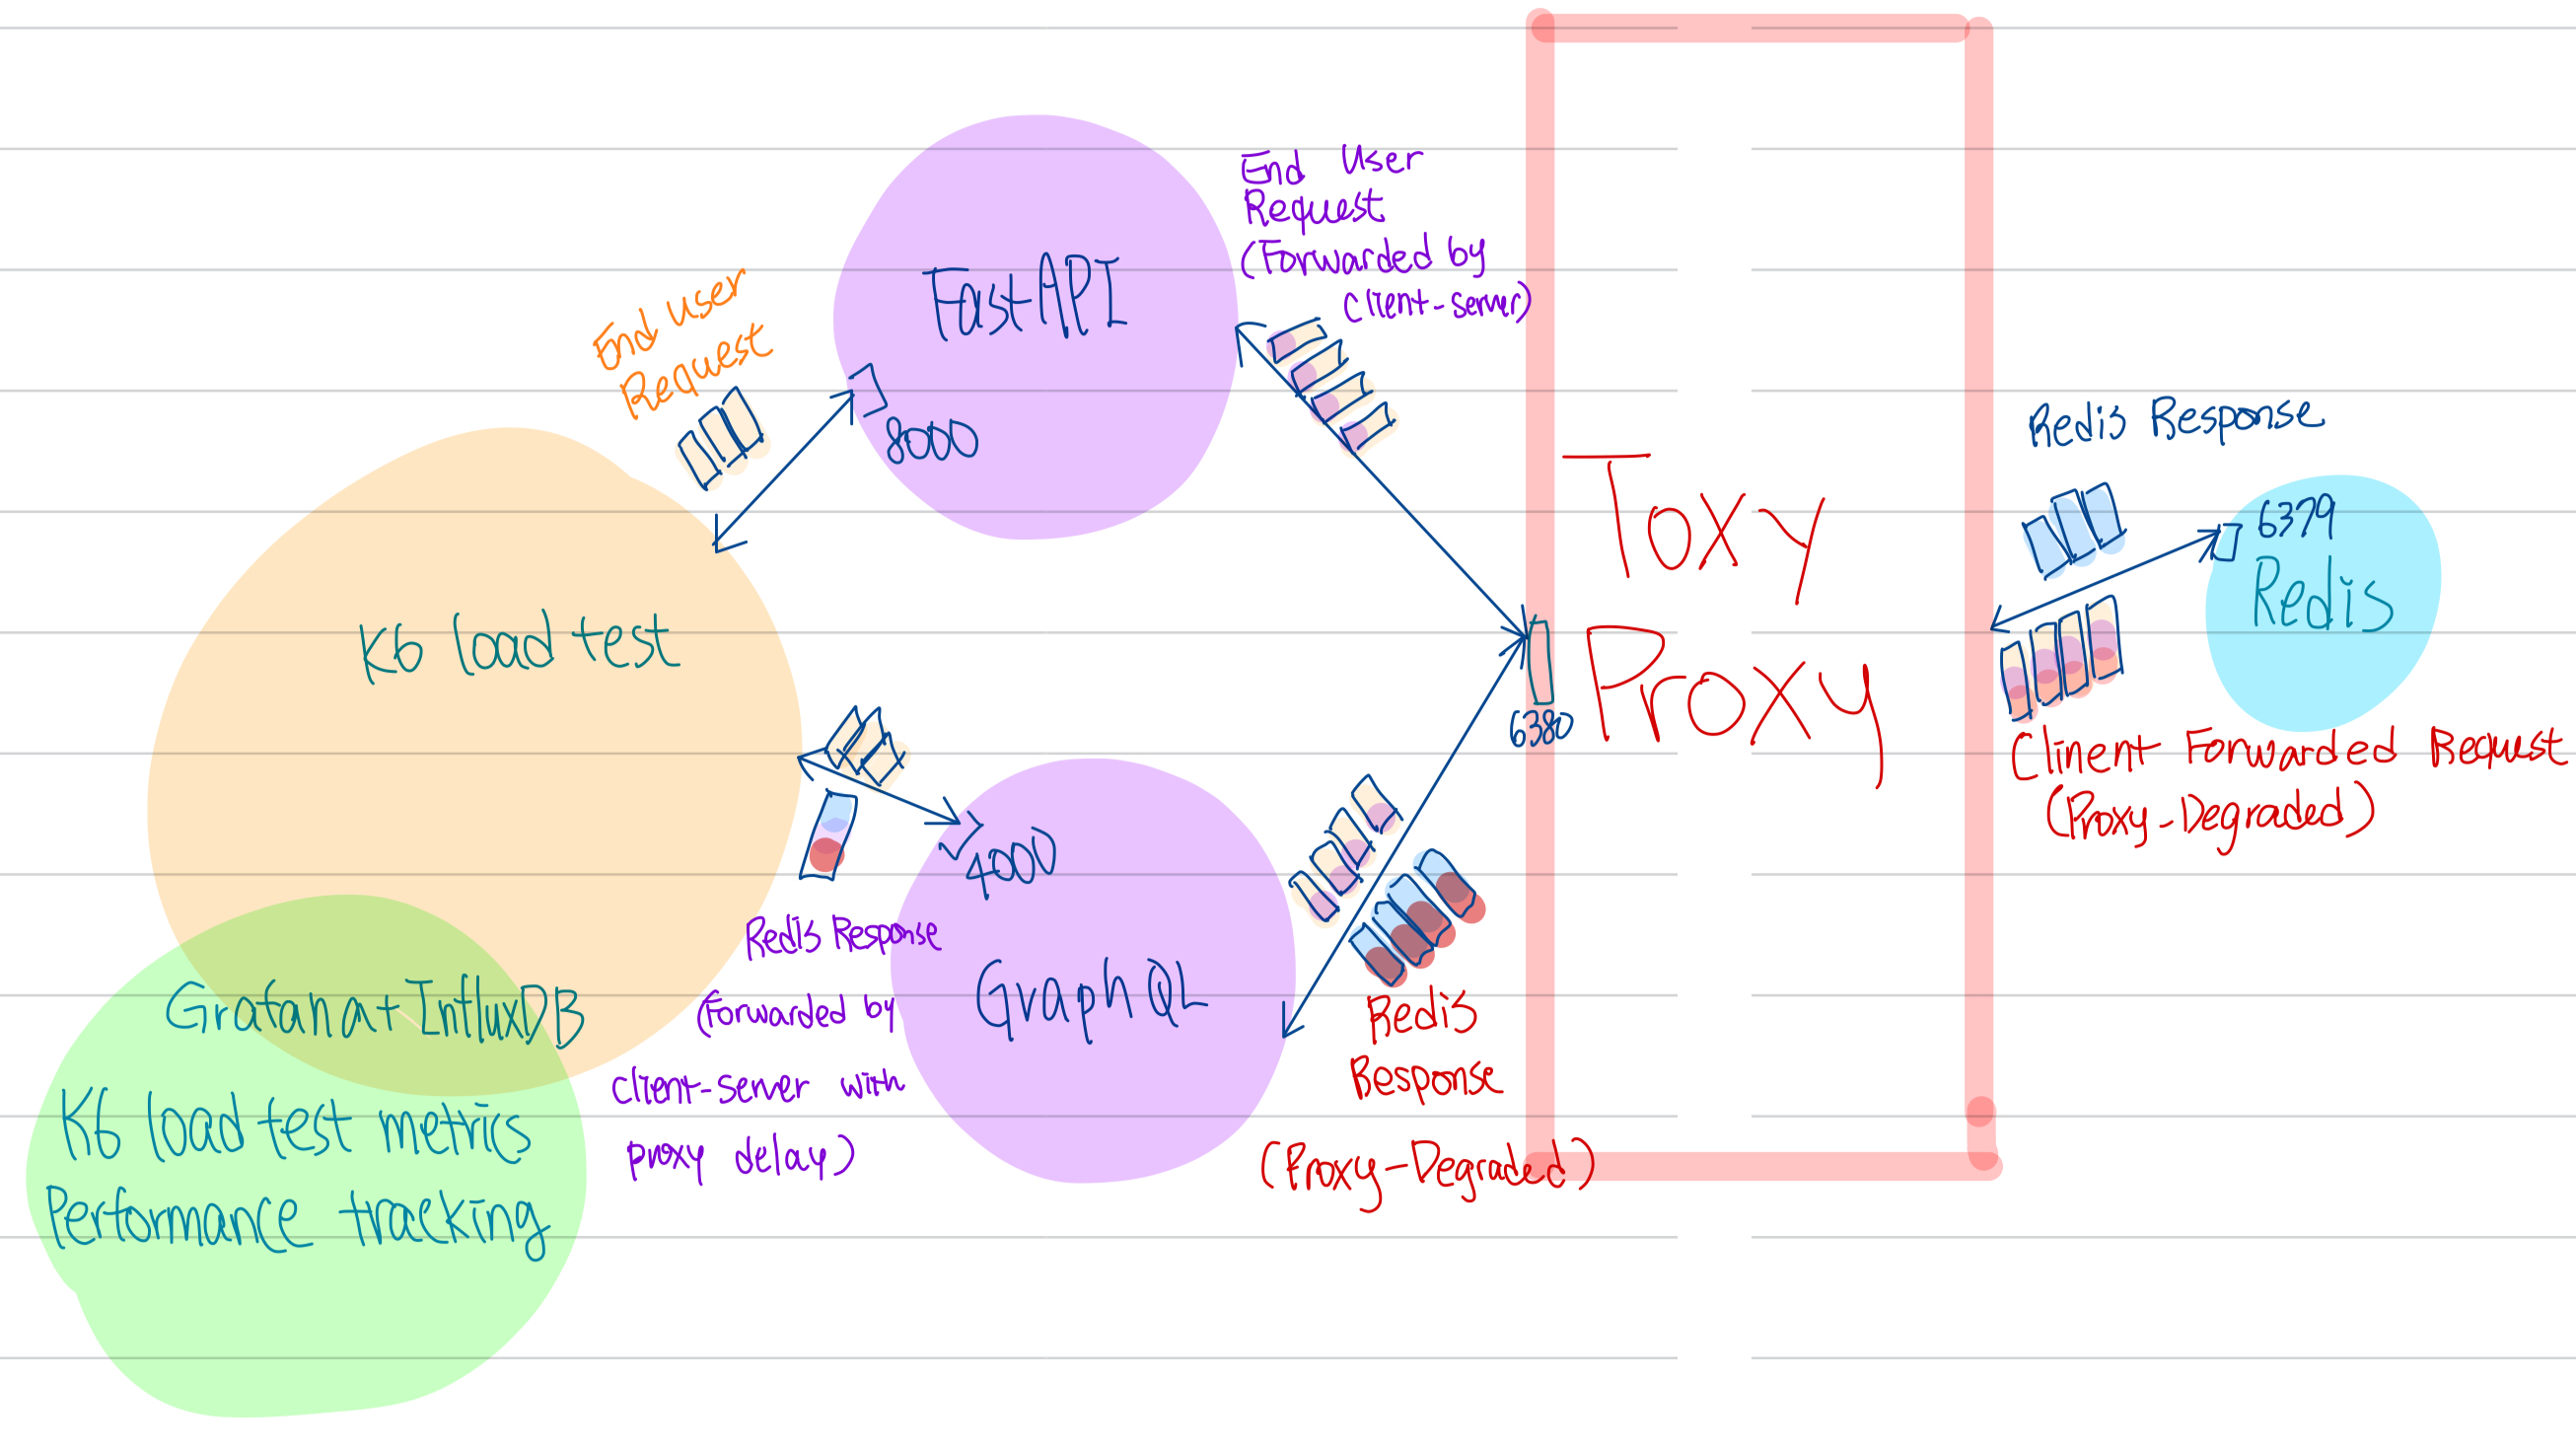 End User
Request
FastAPI
8000
End User
Request
(Forwarded by
client-server)
K6 load test
Toxy
Proxy
6380
Redis Response
6379
Redis
Client Forwarded Request
(Proxy-Degraded)
4000
GraphQL
Redis Response
(Forwarded by
client-server with
proxy delay)
Redis
Response
(Proxy-Degraded)
Grafana+InfluxDB
K6 load test metrics
Performance tracking